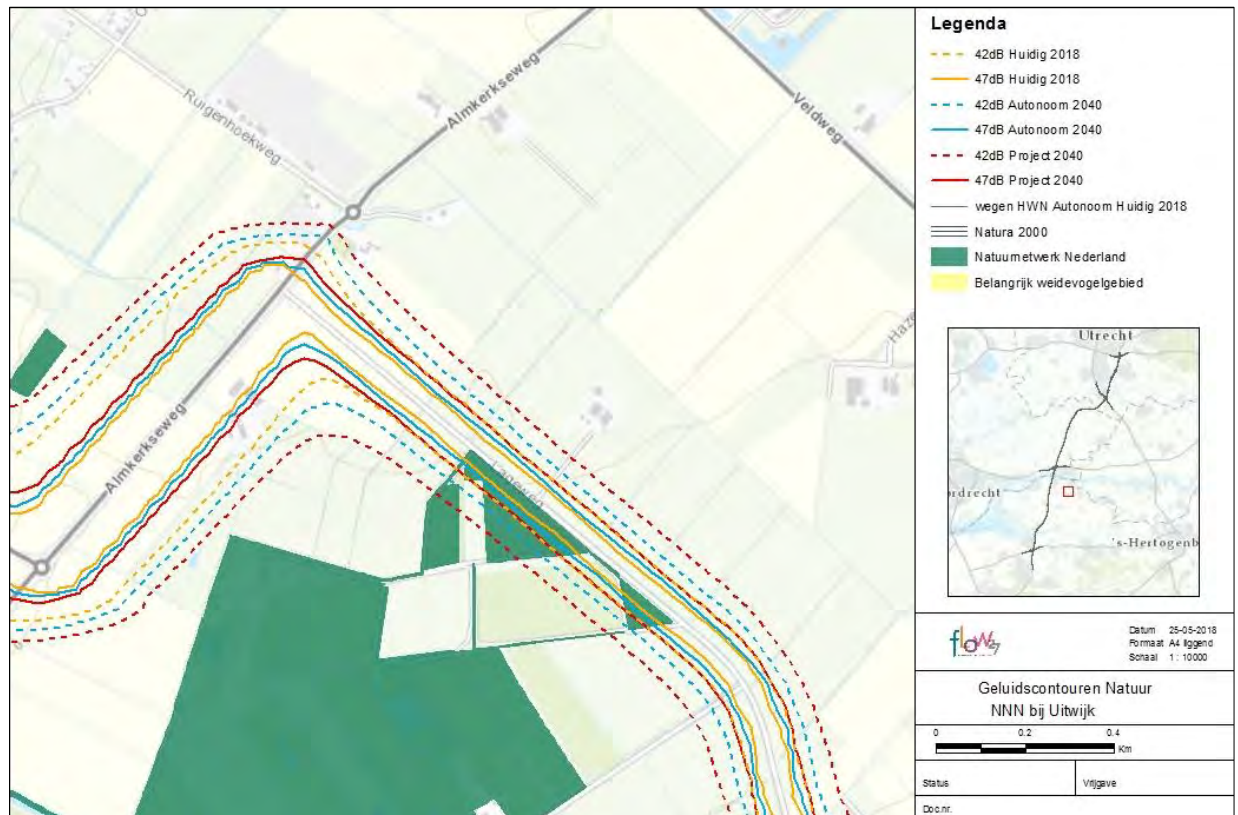 Ruigenhoekweg
Almkerkseweg
Veldweg
Almkerkseweg
Haze
Legenda
42dB Huidig 2018
47dB Huidig 2018
42dB Autonoom 2040
47dB Autonoom 2040
42dB Project 2040
47dB Project 2040
wegen HWN Autonoom Huidig 2018
Natura 2000
Natuurnetwerk Nederland
Belangrijk weidevogelgebied
Utrecht
ordrecht
's-Hertogenb
flow27
Datum 25-05-2018
Formaat A4 liggend
Schaal 1 : 10000
Geluidscontouren Natuur
NNN bij Uitwijk
0 0.2 0.4
Km
Status
Vrijgave
Doc.nr.